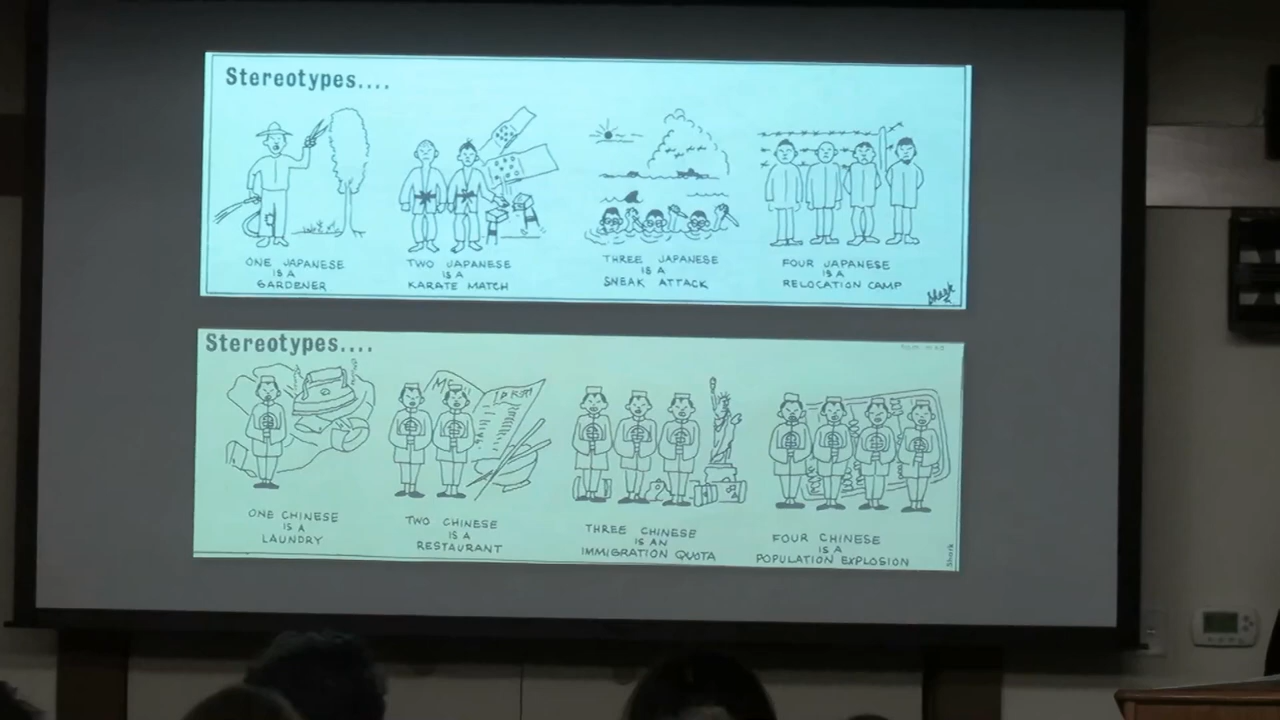 Stereotypes....
ONE JAPANESE
IS A
GARDENER
TWO JAPANESE
IS A
KARATE MATCH
THREE JAPANESE
IS A
SNEAK ATTACK
FOUR JAPANESE
IS A
RELOCATION CAMP
Stereotypes....
ONE CHINESE
IS A
LAUNDRY
TWO CHINESE
IS A
RESTAURANT
THREE CHINESE
IS AN
IMMIGRATION QUOTA
FOUR CHINESE
IS A
POPULATION EXPLOSION
Shark